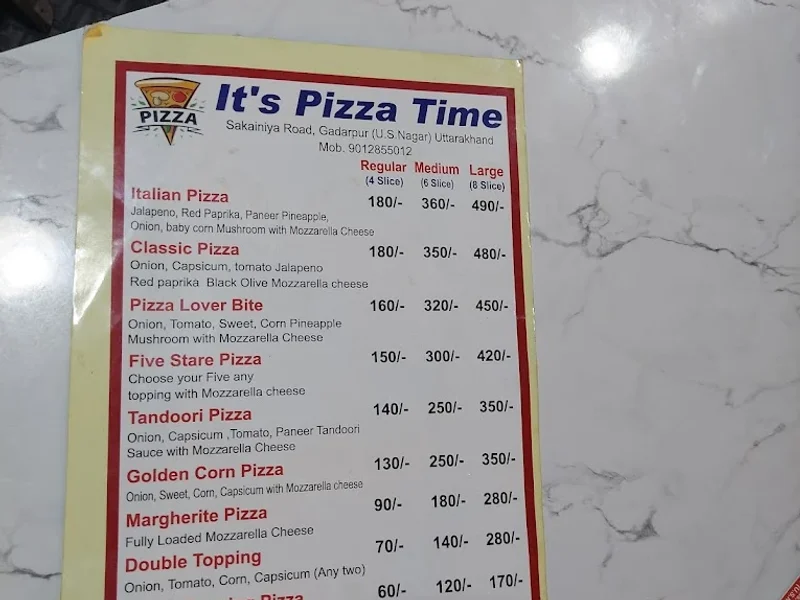 PIZZA
It's Pizza Time
Sakainiya Road, Gadarpur (U.S.Nagar) Uttarakhand
Mob. 9012855012
Regular Medium Large
(4 Slice) (6 Slice) (8 Slice)
Italian Pizza 180/- 360/- 490/-
Jalapeno, Red Paprika, Paneer Pineapple,
Onion, baby corn Mushroom with Mozzarella Cheese
Classic Pizza 180/- 350/- 480/-
Onion, Capsicum, tomato Jalapeno
Red paprika Black Olive Mozzarella cheese
Pizza Lover Bite 160/- 320/- 450/-
Onion, Tomato, Sweet, Corn Pineapple
Mushroom with Mozzarella Cheese
Five Stare Pizza 150/- 300/- 420/-
Choose your Five any
topping with Mozzarella cheese
Tandoori Pizza 140/- 250/- 350/-
Onion, Capsicum ,Tomato, Paneer Tandoori
Sauce with Mozzarella Cheese
Golden Corn Pizza 130/- 250/- 350/-
Onion, Sweet, Corn, Capsicum with Mozzarella cheese
Margherite Pizza 90/- 180/- 280/-
Fully Loaded Mozzarella Cheese
Double Topping 70/- 140/- 280/-
Onion, Tomato, Corn, Capsicum (Any two)
Pizza 60/- 120/- 170/-